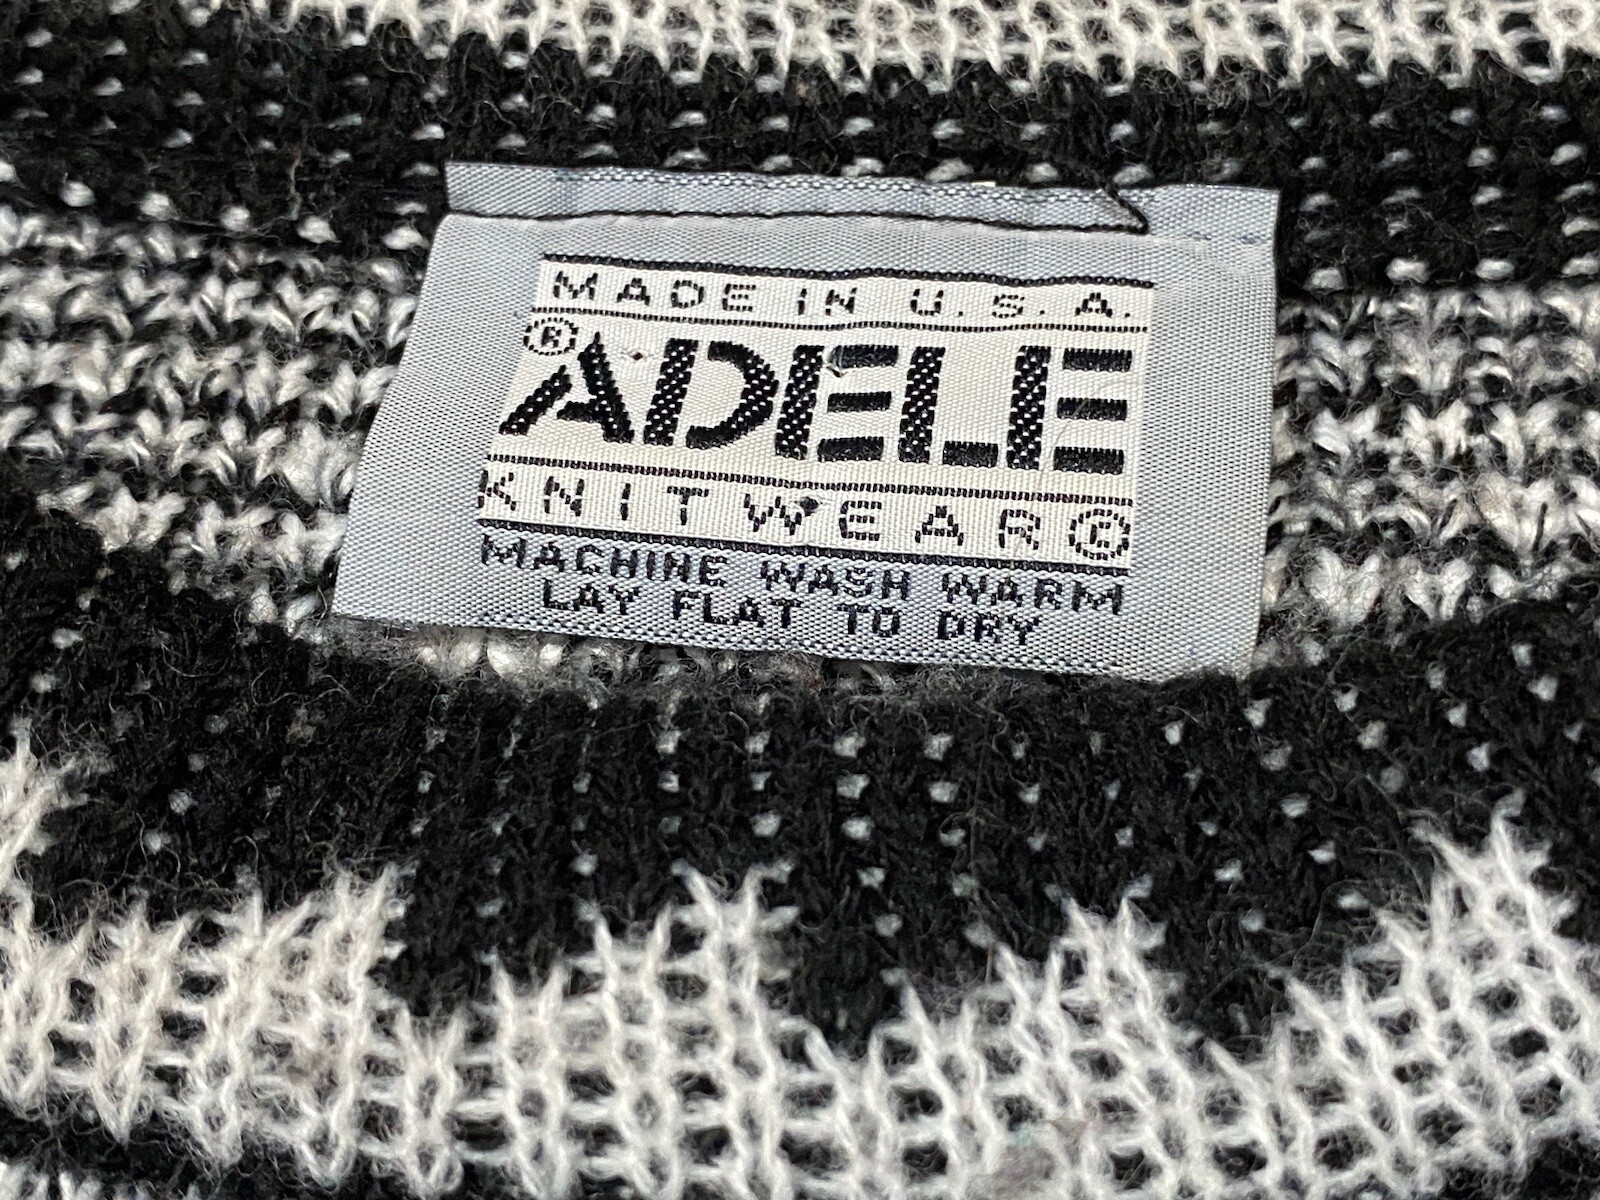 MADE IN U.S.A.
® ADELE
KNITWEAR ©
MACHINE WASH WARM
LAY FLAT TO DRY